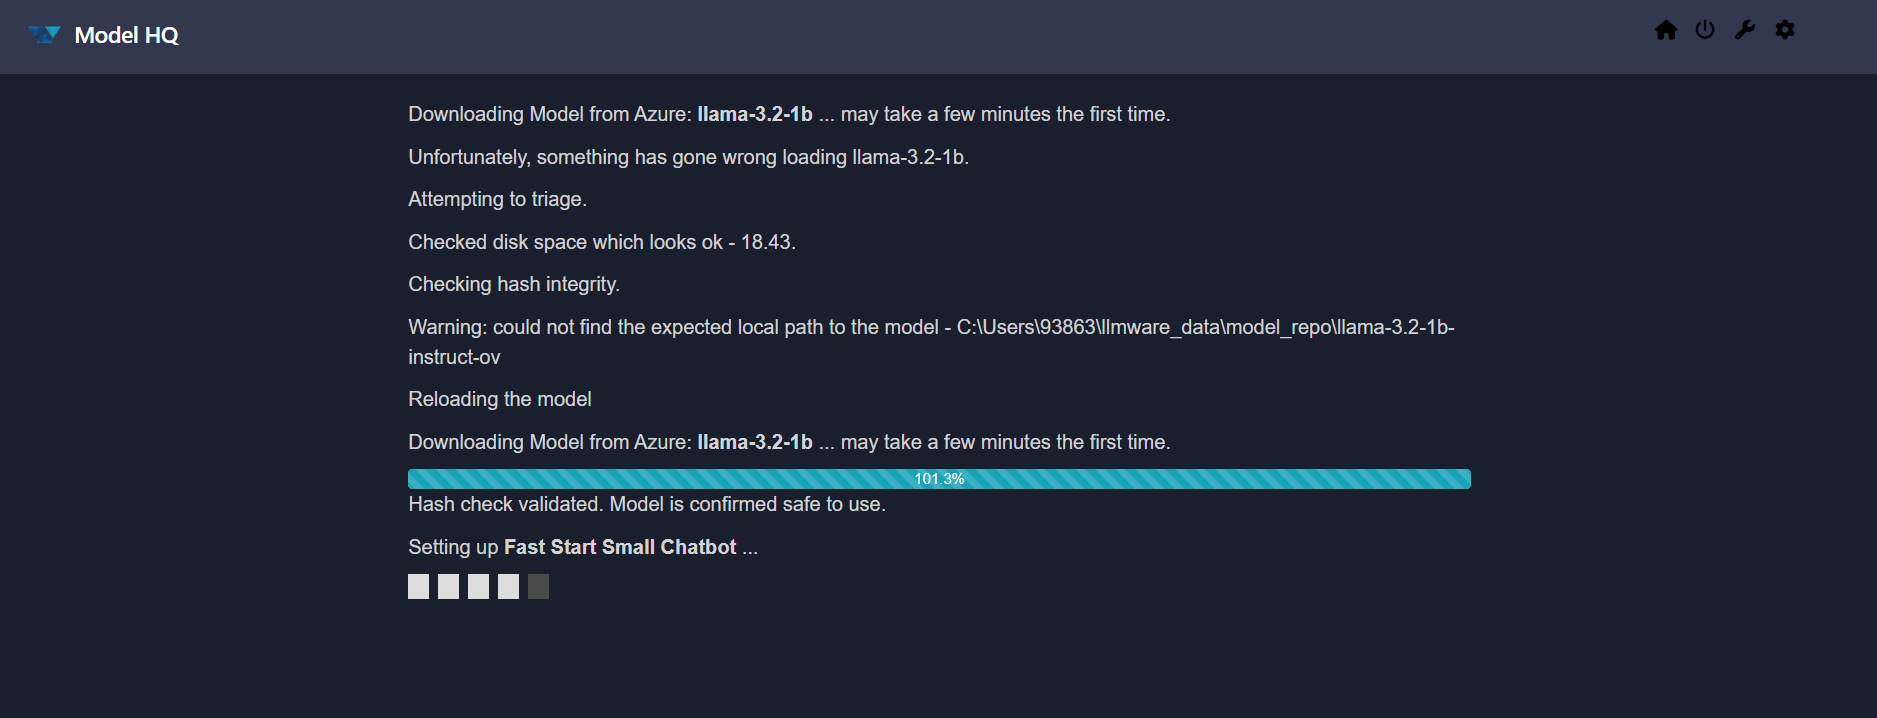 Model HQ
Downloading Model from Azure: llama-3.2-1b ... may take a few minutes the first time.
Unfortunately, something has gone wrong loading llama-3.2-1b.
Attempting to triage.
Checked disk space which looks ok - 18.43.
Checking hash integrity.
Warning: could not find the expected local path to the model - C:\Users\93863\llmware_data\model_repo\llama-3.2-1b-
instruct-ov
Reloading the model
Downloading Model from Azure: llama-3.2-1b ... may take a few minutes the first time.
101.3%
Hash check validated. Model is confirmed safe to use.
Setting up Fast Start Small Chatbot ...